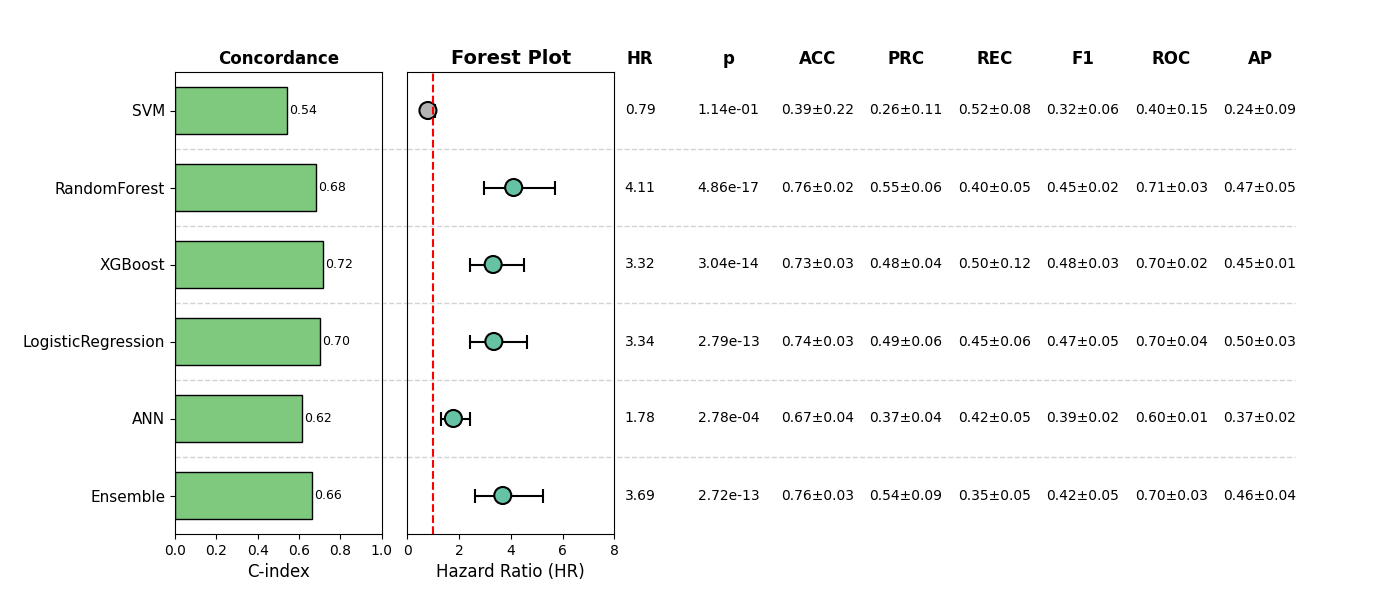 Concordance Forest Plot HR p ACC PRC REC F1 ROC AP
SVM 0.54 0.79 1.14e-01 0.39±0.22 0.26±0.11 0.52±0.08 0.32±0.06 0.40±0.15 0.24±0.09
RandomForest 0.68 4.11 4.86e-17 0.76±0.02 0.55±0.06 0.40±0.05 0.45±0.02 0.71±0.03 0.47±0.05
XGBoost 0.72 3.32 3.04e-14 0.73±0.03 0.48±0.04 0.50±0.12 0.48±0.03 0.70±0.02 0.45±0.01
LogisticRegression 0.70 3.34 2.79e-13 0.74±0.03 0.49±0.06 0.45±0.06 0.47±0.05 0.70±0.04 0.50±0.03
ANN 0.62 1.78 2.78e-04 0.67±0.04 0.37±0.04 0.42±0.05 0.39±0.02 0.60±0.01 0.37±0.02
Ensemble 0.66 3.69 2.72e-13 0.76±0.03 0.54±0.09 0.35±0.05 0.42±0.05 0.70±0.03 0.46±0.04
0.0 0.2 0.4 0.6 0.8 1.0 0 2 4 6 8
C-index Hazard Ratio (HR)